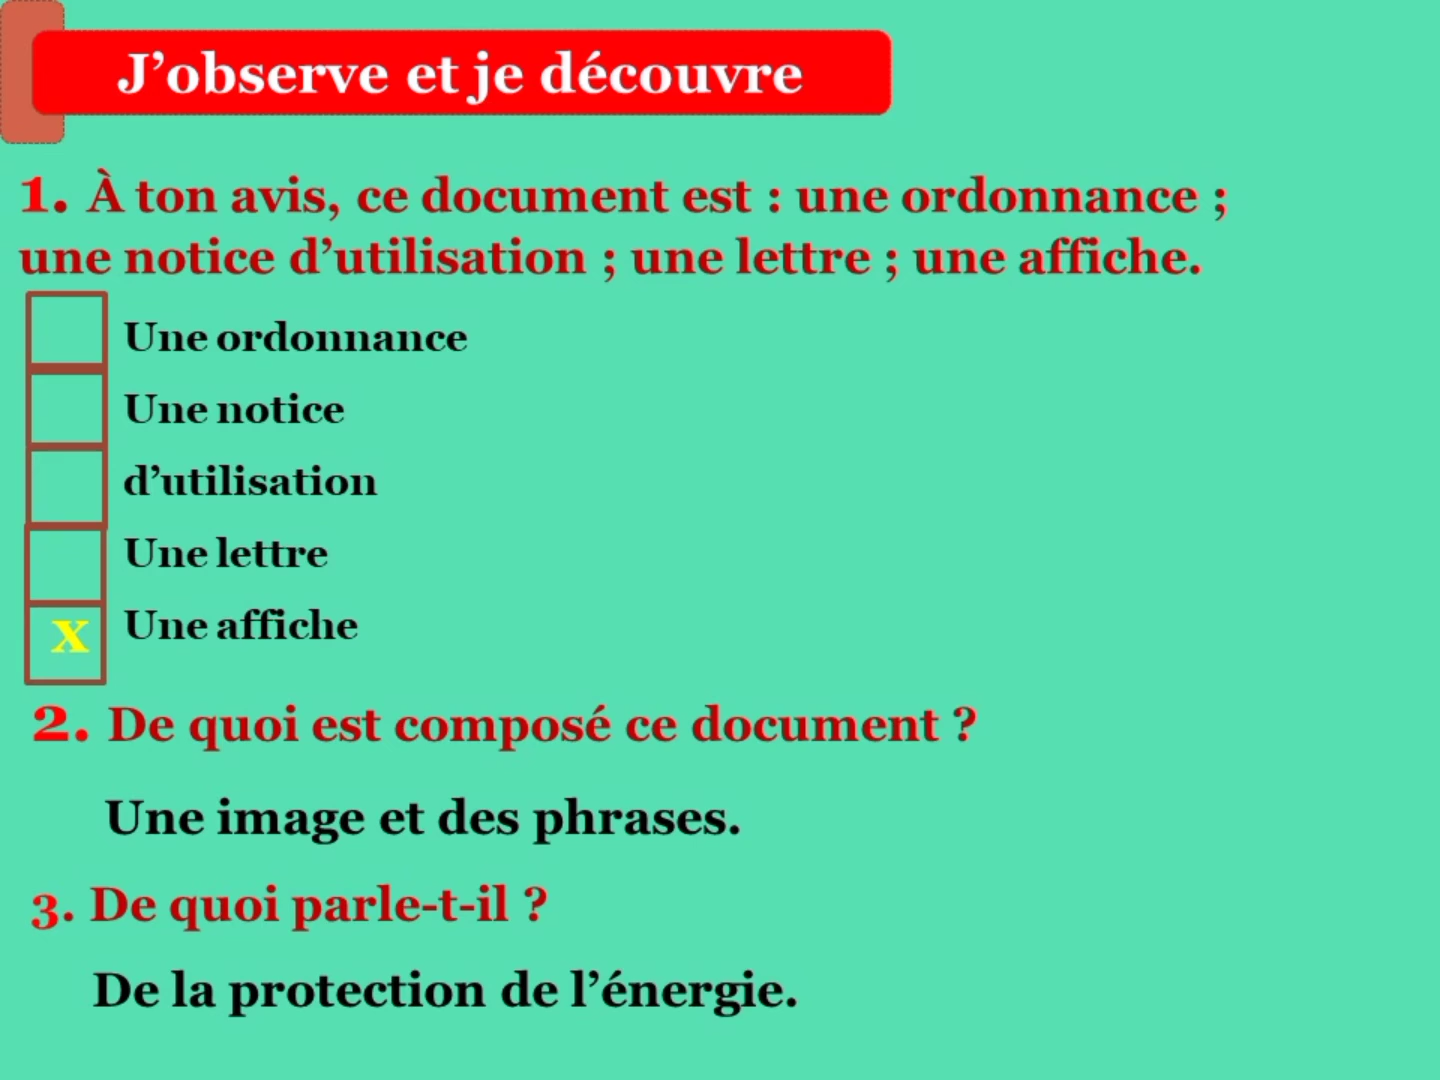 J’observe et je découvre
1. À ton avis, ce document est : une ordonnance ;
une notice d’utilisation ; une lettre ; une affiche.
Une ordonnance
Une notice
d’utilisation
Une lettre
X Une affiche
2. De quoi est composé ce document ?
Une image et des phrases.
3. De quoi parle-t-il ?
De la protection de l’énergie.